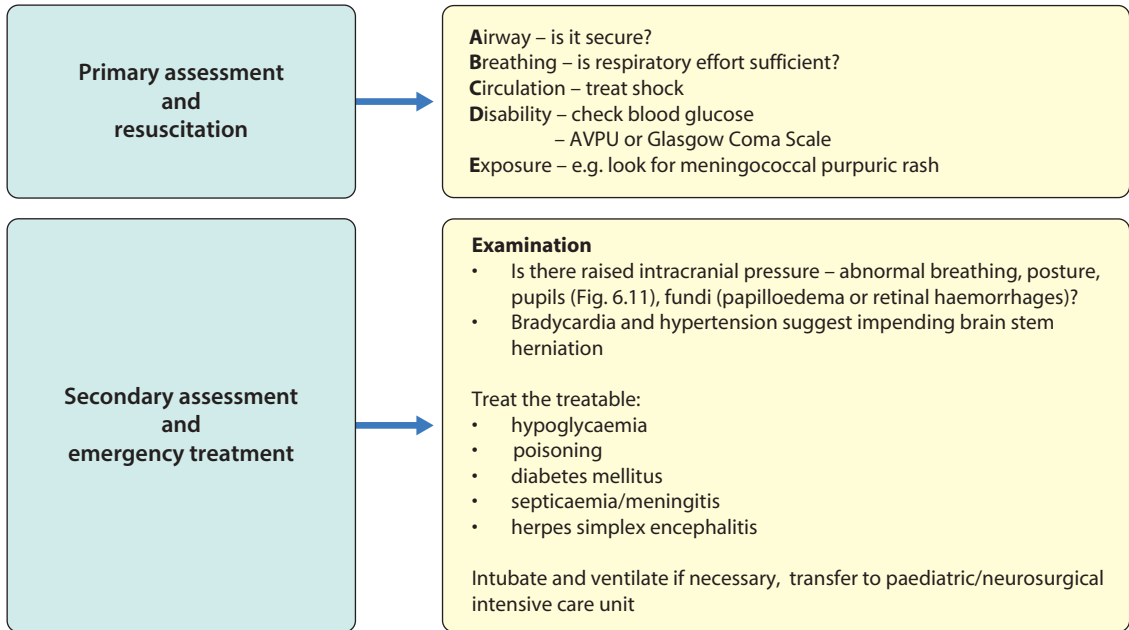 Primary assessment
and
resuscitation
Airway – is it secure?
Breathing – is respiratory effort sufficient?
Circulation – treat shock
Disability – check blood glucose
– AVPU or Glasgow Coma Scale
Exposure – e.g. look for meningococcal purpuric rash
Secondary assessment
and
emergency treatment
Examination
• Is there raised intracranial pressure – abnormal breathing, posture,
pupils (Fig. 6.11), fundi (papilloedema or retinal haemorrhages)?
• Bradycardia and hypertension suggest impending brain stem
herniation
Treat the treatable:
• hypoglycaemia
• poisoning
• diabetes mellitus
• septicaemia/meningitis
• herpes simplex encephalitis
Intubate and ventilate if necessary, transfer to paediatric/neurosurgical
intensive care unit